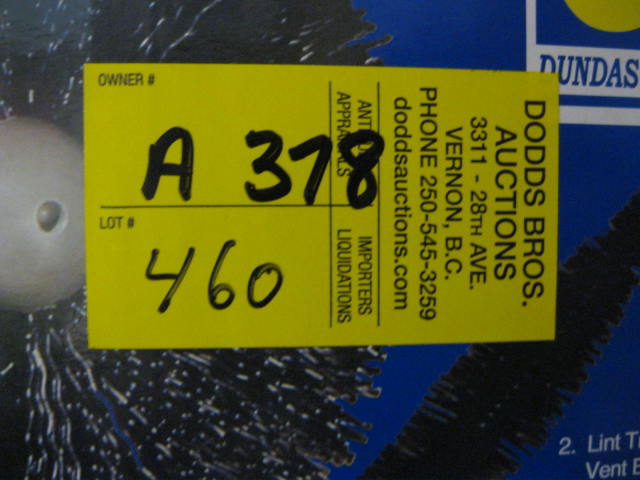 OWNER #
A 378
LOT #
460
APPRAISALS
IMPORTERS
LIQUIDATIONS
DODDS BROS.
AUCTIONS
3311 - 28TH AVE.
VERNON, B.C.
PHONE 250-545-3259
doddsauctions.com
DUNDAS
2. Lint
Vent